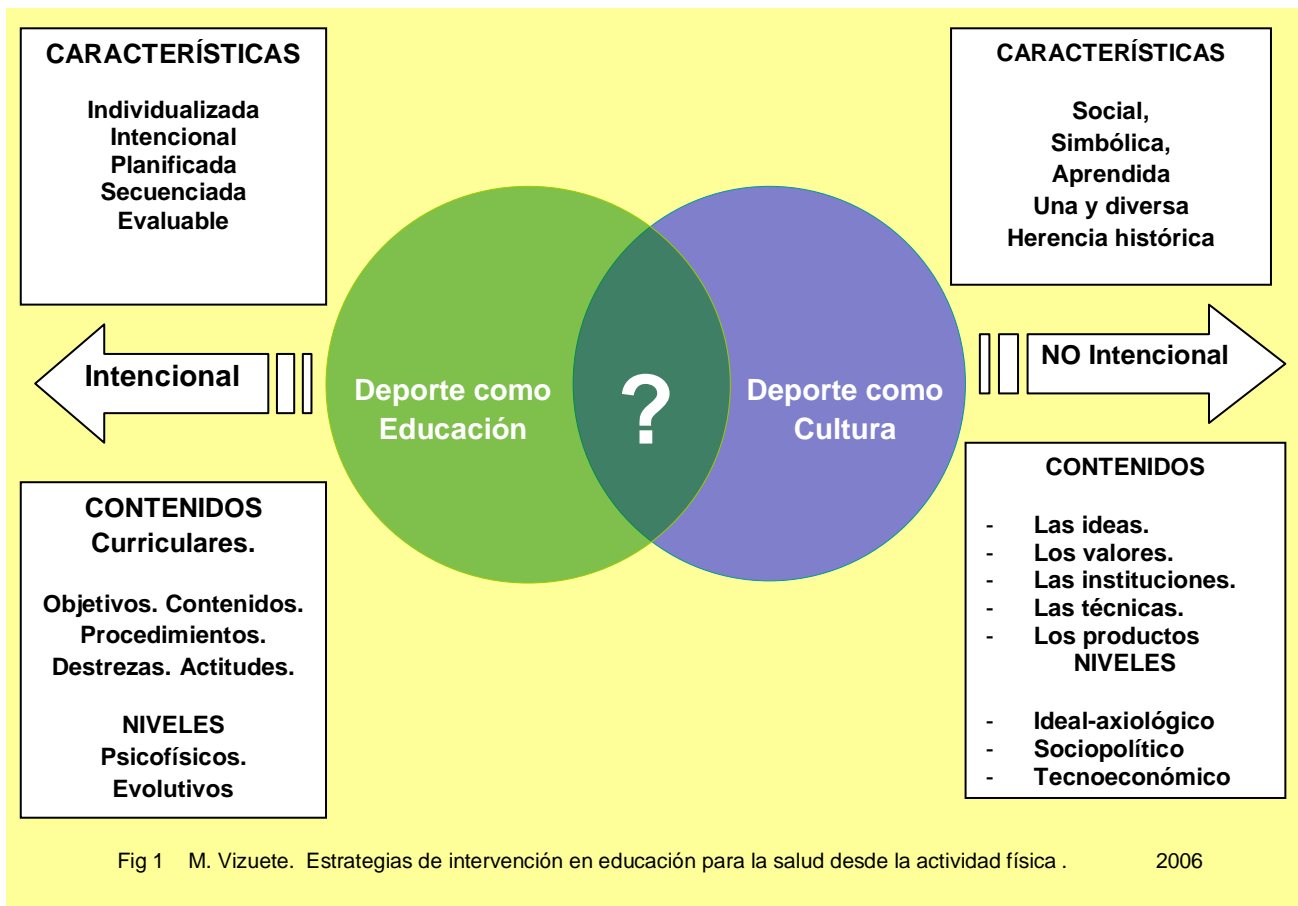 CARACTERÍSTICAS
Individualizada
Intencional
Planificada
Secuenciada
Evaluable
Intencional
CONTENIDOS
Curriculares.
Objetivos. Contenidos.
Procedimientos.
Destrezas. Actitudes.
NIVELES
Psicofísicos.
Evolutivos
Deporte como
Educación
?
Deporte como
Cultura
CARACTERÍSTICAS
Social,
Simbólica,
Aprendida
Una y diversa
Herencia histórica
NO Intencional
CONTENIDOS
- Las ideas.
- Los valores.
- Las instituciones.
- Las técnicas.
- Los productos
NIVELES
- Ideal-axiológico
- Sociopolítico
- Tecnoeconómico
Fig 1 M. Vizuete. Estrategias de intervención en educación para la salud desde la actividad física . 2006